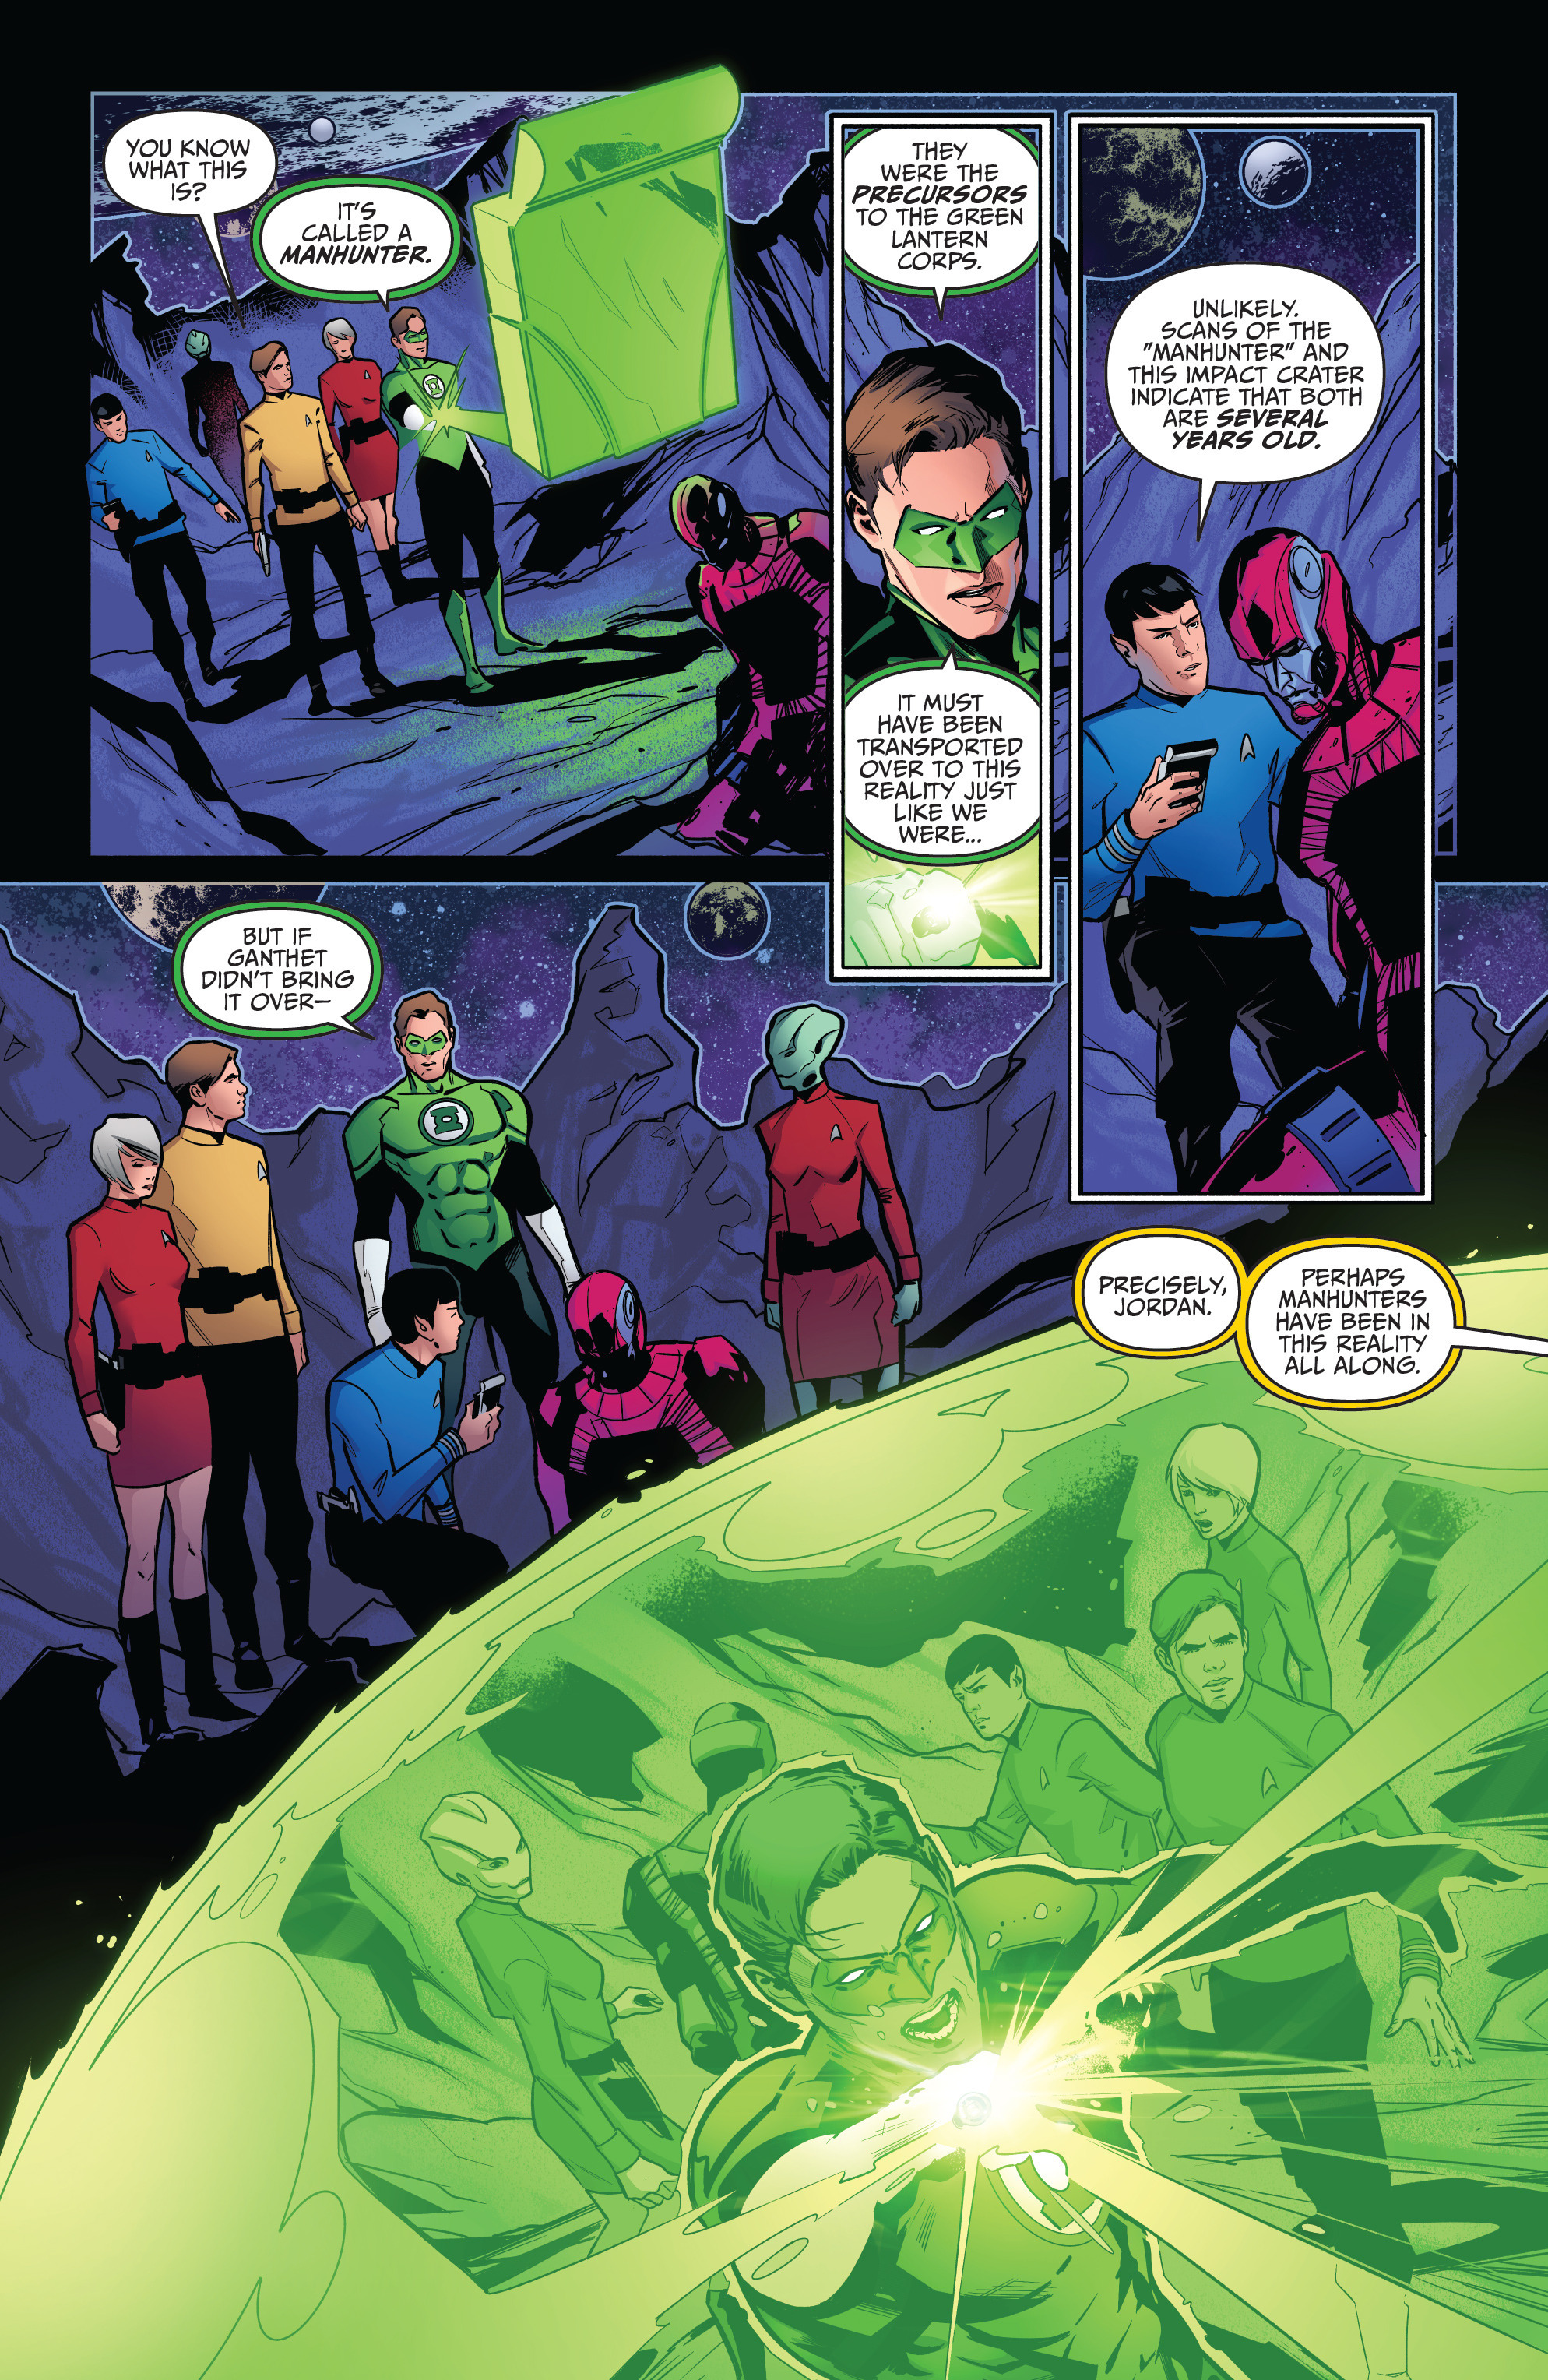 YOU KNOW
WHAT THIS
IS?
IT'S
CALLED A
MANHUNTER.
THEY
WERE THE
PRECURSORS
TO THE GREEN
LANTERN
CORPS.
IT MUST
HAVE BEEN
TRANSPORTED
OVER TO THIS
REALITY JUST
LIKE WE
WERE...
UNLIKELY.
SCANS OF THE
"MANHUNTER" AND
THIS IMPACT CRATER
INDICATE THAT BOTH
ARE SEVERAL
YEARS OLD.
BUT IF
GANTHET
DIDN'T BRING
IT OVER—
PRECISELY,
JORDAN.
PERHAPS
MANHUNTERS
HAVE BEEN IN
THIS REALITY
ALL ALONG.